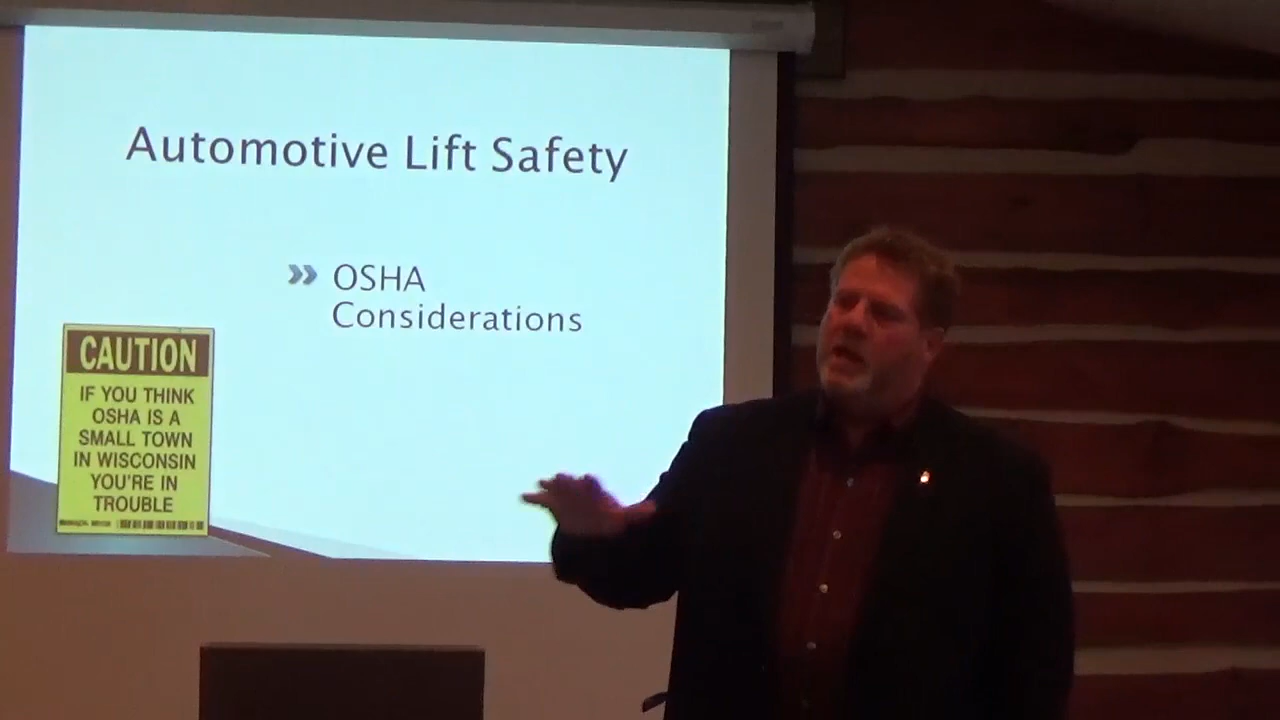 Automotive Lift Safety
OSHA
Considerations
CAUTION
IF YOU THINK
OSHA IS A
SMALL TOWN
IN WISCONSIN
YOU'RE IN
TROUBLE